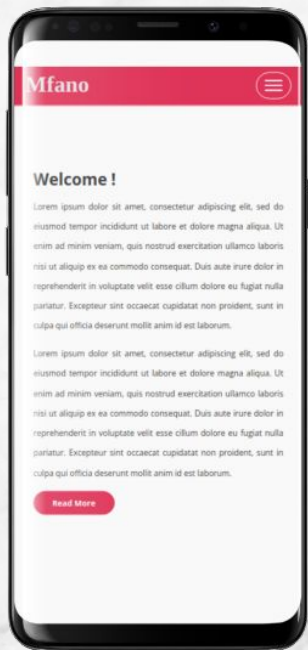 Mfano
Welcome !
Lorem ipsum dolor sit amet, consectetur adipiscing elit, sed do
eiusmod tempor incididunt ut labore et dolore magna aliqua. Ut
enim ad minim veniam, quis nostrud exercitation ullamco laboris
nisi ut aliquip ex ea commodo consequat. Duis aute irure dolor in
reprehenderit in voluptate velit esse cillum dolore eu fugiat nulla
pariatur. Excepteur sint occaecat cupidatat non proident, sunt in
culpa qui officia deserunt mollit anim id est laborum.
Lorem ipsum dolor sit amet, consectetur adipiscing elit, sed do
eiusmod tempor incididunt ut labore et dolore magna aliqua. Ut
enim ad minim veniam, quis nostrud exercitation ullamco laboris
nisi ut aliquip ex ea commodo consequat. Duis aute irure dolor in
reprehenderit in voluptate velit esse cillum dolore eu fugiat nulla
pariatur. Excepteur sint occaecat cupidatat non proident, sunt in
culpa qui officia deserunt mollit anim id est laborum.
Read More